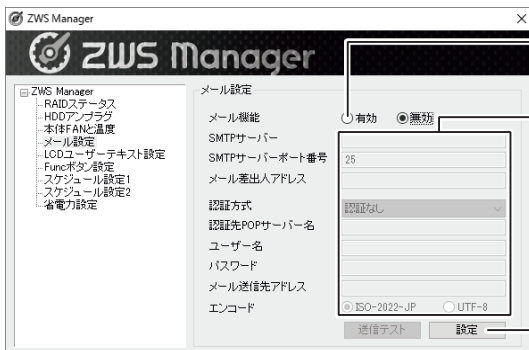 ZWS Manager
ZWS Manager
ZWS Manager
RAIDステータス
HDDアンプラグ
本体FANと温度
メール設定
LCDユーザーテキスト設定
Funcボタン設定
スケジュール設定1
スケジュール設定2
省電力設定
メール設定
メール機能
有効 無効
SMTPサーバー
SMTPサーバーポート番号 25
メール差出人アドレス
認証方式 認証なし
認証先POPサーバー名
ユーザー名
パスワード
メール送信先アドレス
エンコード ISO-2022-JP UTF-8
送信テスト 設定